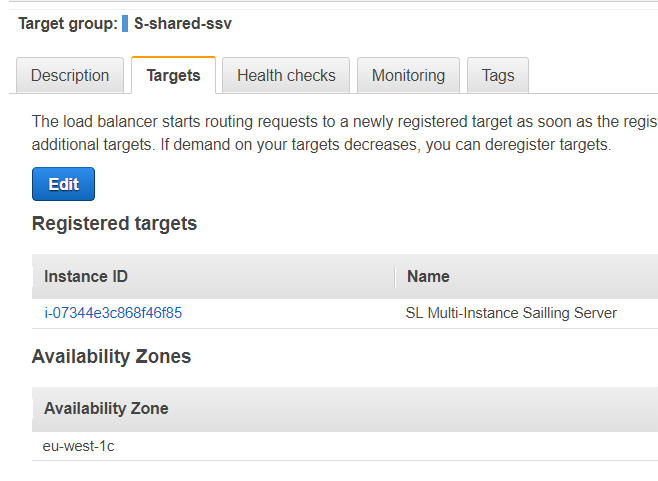 Target group: S-shared-ssv
Description Targets Health checks Monitoring Tags
The load balancer starts routing requests to a newly registered target as soon as the regis
additional targets. If demand on your targets decreases, you can deregister targets.
Edit
Registered targets
Instance ID Name
i-07344e3c868f46f85 SL Multi-Instance Sailling Server
Availability Zones
Availability Zone
eu-west-1c